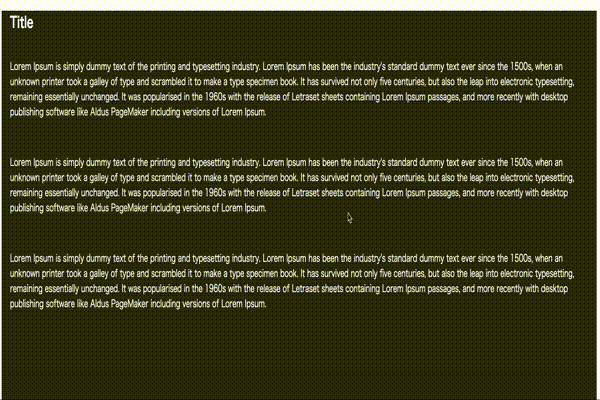 Title
Lorem Ipsum is simply dummy text of the printing and typesetting industry. Lorem Ipsum has been the industry's standard dummy text ever since the 1500s, when an
unknown printer took a galley of type and scrambled it to make a type specimen book. It has survived not only five centuries, but also the leap into electronic typesetting,
remaining essentially unchanged. It was popularised in the 1960s with the release of Letraset sheets containing Lorem Ipsum passages, and more recently with desktop
publishing software like Aldus PageMaker including versions of Lorem Ipsum.
Lorem Ipsum is simply dummy text of the printing and typesetting industry. Lorem Ipsum has been the industry's standard dummy text ever since the 1500s, when an
unknown printer took a galley of type and scrambled it to make a type specimen book. It has survived not only five centuries, but also the leap into electronic typesetting,
remaining essentially unchanged. It was popularised in the 1960s with the release of Letraset sheets containing Lorem Ipsum passages, and more recently with desktop
publishing software like Aldus PageMaker including versions of Lorem Ipsum.
Lorem Ipsum is simply dummy text of the printing and typesetting industry. Lorem Ipsum has been the industry's standard dummy text ever since the 1500s, when an
unknown printer took a galley of type and scrambled it to make a type specimen book. It has survived not only five centuries, but also the leap into electronic typesetting,
remaining essentially unchanged. It was popularised in the 1960s with the release of Letraset sheets containing Lorem Ipsum passages, and more recently with desktop
publishing software like Aldus PageMaker including versions of Lorem Ipsum.